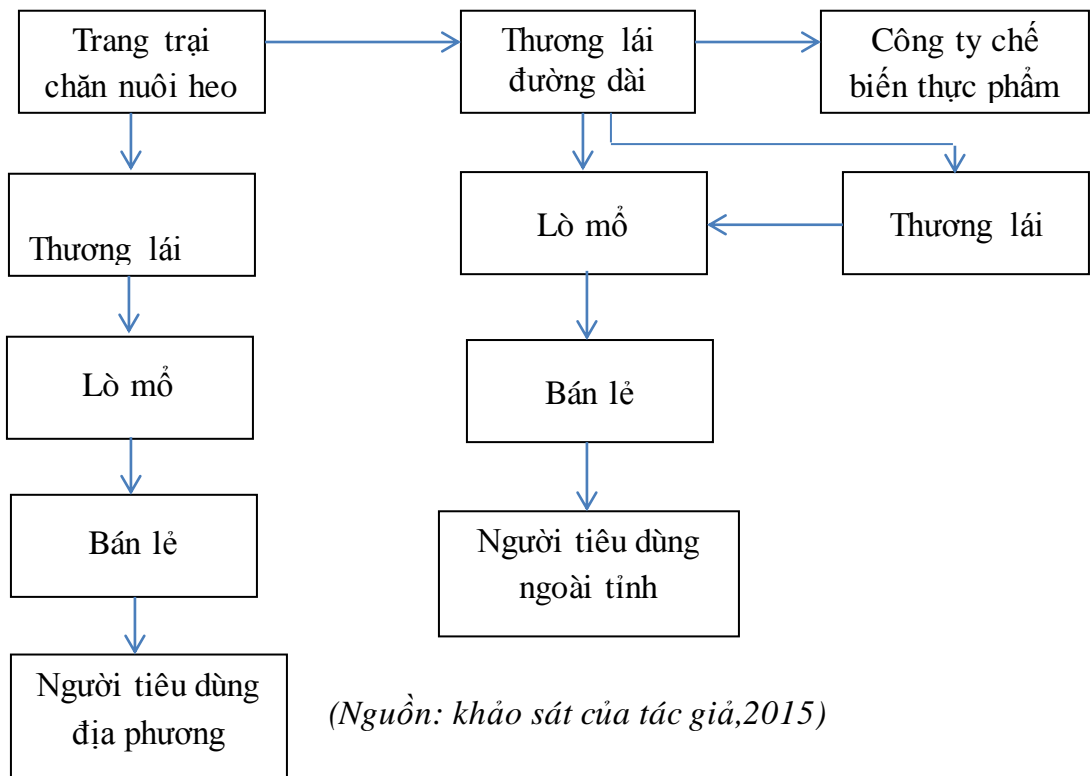 Trang trại
chăn nuôi heo
Thương lái
đường dài
Công ty chế
biến thực phẩm
Thương lái
Lò mổ
Thương lái
Lò mổ
Bán lẻ
Bán lẻ
Người tiêu dùng
ngoài tỉnh
Người tiêu dùng
địa phương
(Nguồn: khảo sát của tác giả,2015)